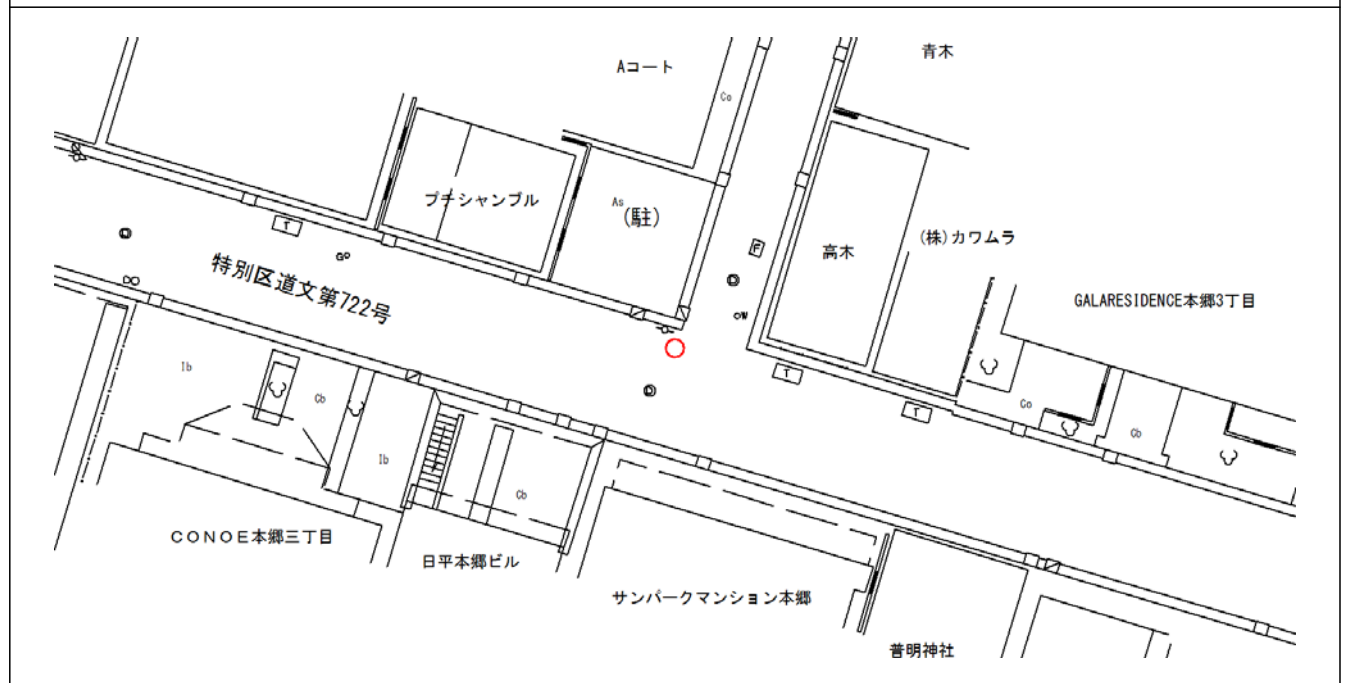 青木
Aコート
Co
プチシャンブル
As
(駐)
T
(株)カワムラ
F
高木
GO
特別区道文第722号
GALARESIDENCE本郷3丁目
Ib
Cb
T
Co
T
Cb
Ib
Cb
CONOE本郷三丁目
日平本郷ビル
サンパークマンション本郷
普明神社